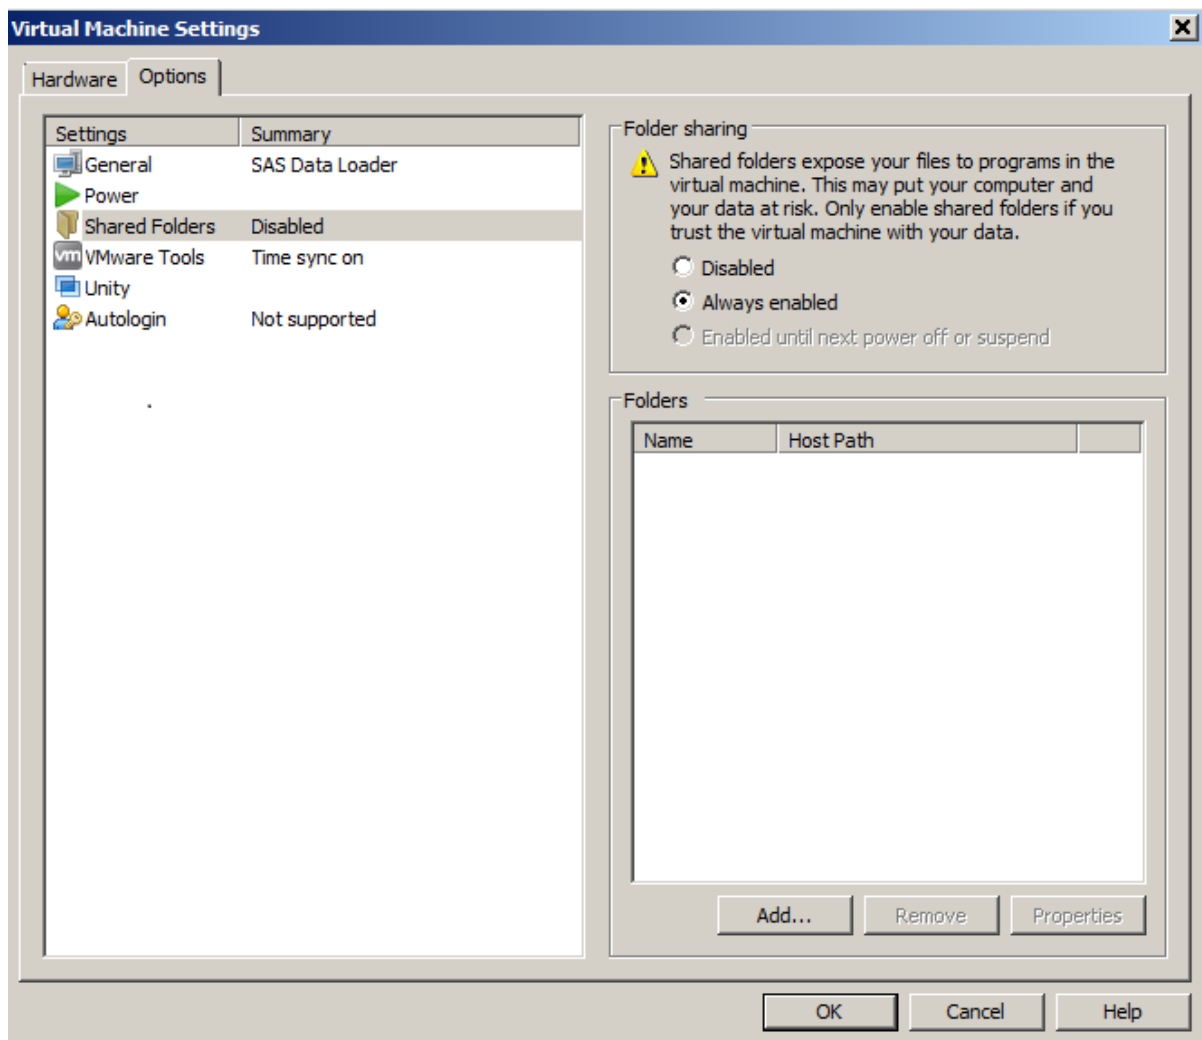 Virtual Machine Settings
Hardware Options
Settings Summary
General SAS Data Loader
Power
Shared Folders Disabled
vm VMware Tools Time sync on
Unity
Autologin Not supported
Folder sharing
Shared folders expose your files to programs in the
virtual machine. This may put your computer and
your data at risk. Only enable shared folders if you
trust the virtual machine with your data.
Disabled
Always enabled
Enabled until next power off or suspend
Folders
Name Host Path
Add... Remove Properties
OK Cancel Help